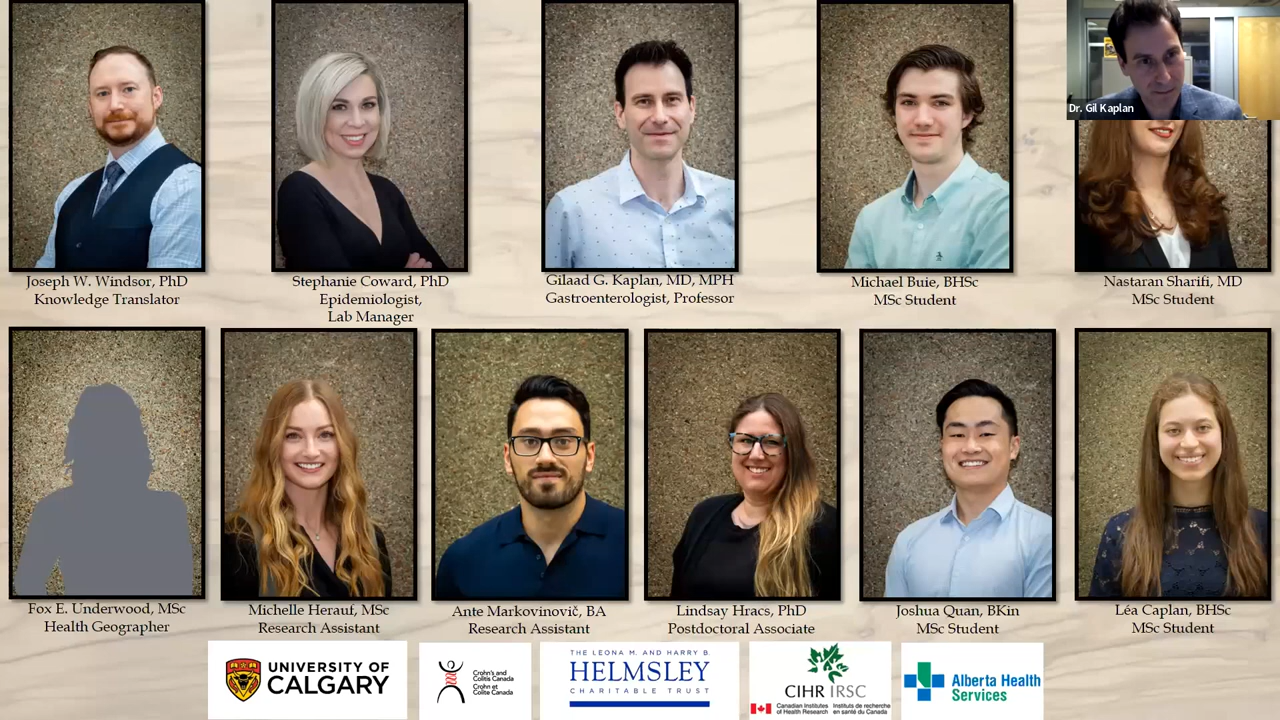 Dr. Gil Kaplan
Joseph W. Windsor, PhD
Knowledge Translator
Stephanie Coward, PhD
Epidemiologist,
Lab Manager
Gilaad G. Kaplan, MD, MPH
Gastroenterologist, Professor
Michael Buie, BHSc
MSc Student
Nastaran Sharifi, MD
MSc Student
Fox E. Underwood, MSc
Health Geographer
Michelle Herauf, MSc
Research Assistant
Ante Markovinovič, BA
Research Assistant
Lindsay Hracs, PhD
Postdoctoral Associate
Joshua Quan, BKin
MSc Student
Léa Caplan, BHSc
MSc Student
UNIVERSITY OF
CALGARY
Crohn's and
Colitis Canada
Crohn et
Colite Canada
THE LEONA M. AND HARRY B.
HELMSLEY
CHARITABLE TRUST
CIHR IRSC
Canadian Institutes
of Health Research
Instituts de recherche
en santé du Canada
Alberta Health
Services